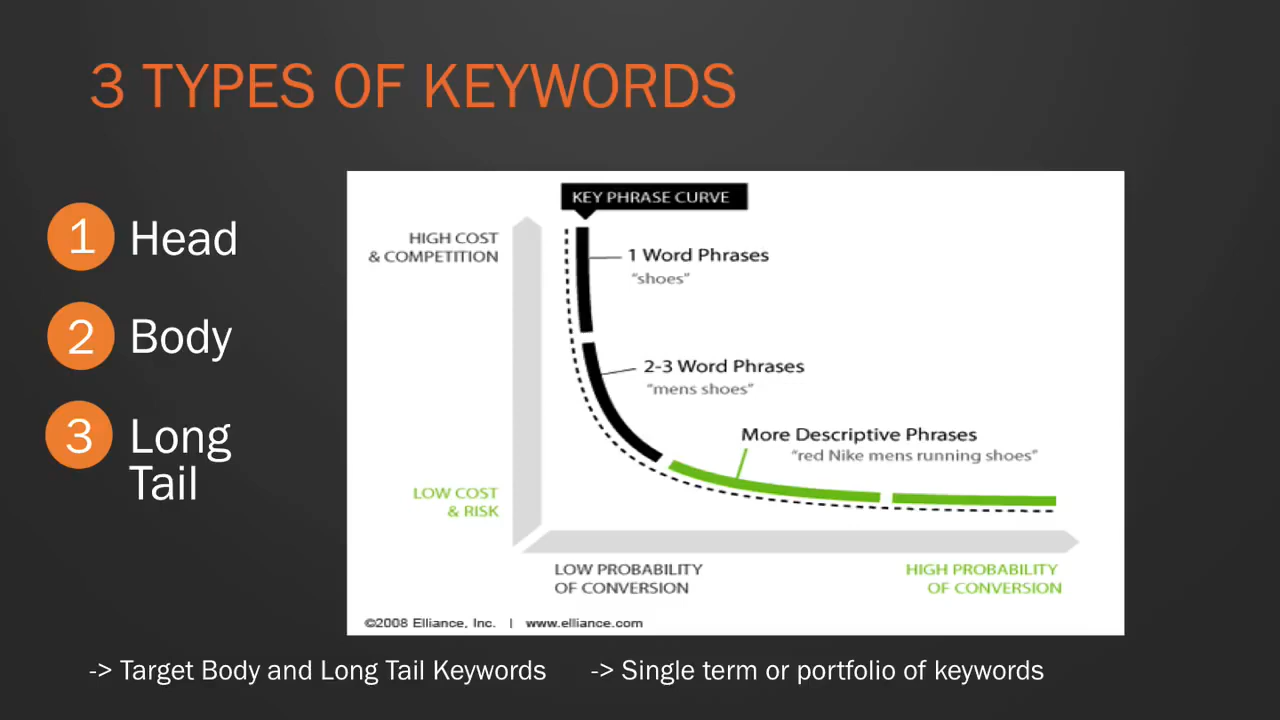 3 TYPES OF KEYWORDS
1 Head
2 Body
3 Long
Tail
KEY PHRASE CURVE
HIGH COST
& COMPETITION
1 Word Phrases
"shoes"
2-3 Word Phrases
"mens shoes"
More Descriptive Phrases
"red Nike mens running shoes"
LOW COST
& RISK
LOW PROBABILITY
OF CONVERSION
HIGH PROBABILITY
OF CONVERSION
©2008 Elliance, Inc. | www.elliance.com
-> Target Body and Long Tail Keywords
-> Single term or portfolio of keywords